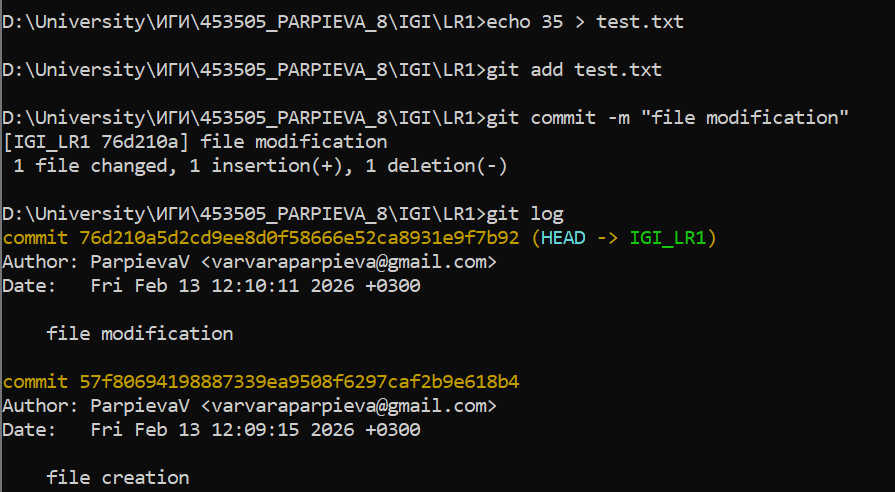 D:\University\ИГИ\453505_PARPIEVA_8\IGI\LR1>echo 35 > test.txt
D:\University\ИГИ\453505_PARPIEVA_8\IGI\LR1>git add test.txt
D:\University\ИГИ\453505_PARPIEVA_8\IGI\LR1>git commit -m "file modification"
[IGI_LR1 76d210a] file modification
 1 file changed, 1 insertion(+), 1 deletion(-)
D:\University\ИГИ\453505_PARPIEVA_8\IGI\LR1>git log
commit 76d210a5d2cd9ee8d0f58666e52ca8931e9f7b92 (HEAD -> IGI_LR1)
Author: ParpievaV <varvaraparpieva@gmail.com>
Date:   Fri Feb 13 12:10:11 2026 +0300
    file modification
commit 57f80694198887339ea9508f6297caf2b9e618b4
Author: ParpievaV <varvaraparpieva@gmail.com>
Date:   Fri Feb 13 12:09:15 2026 +0300
    file creation